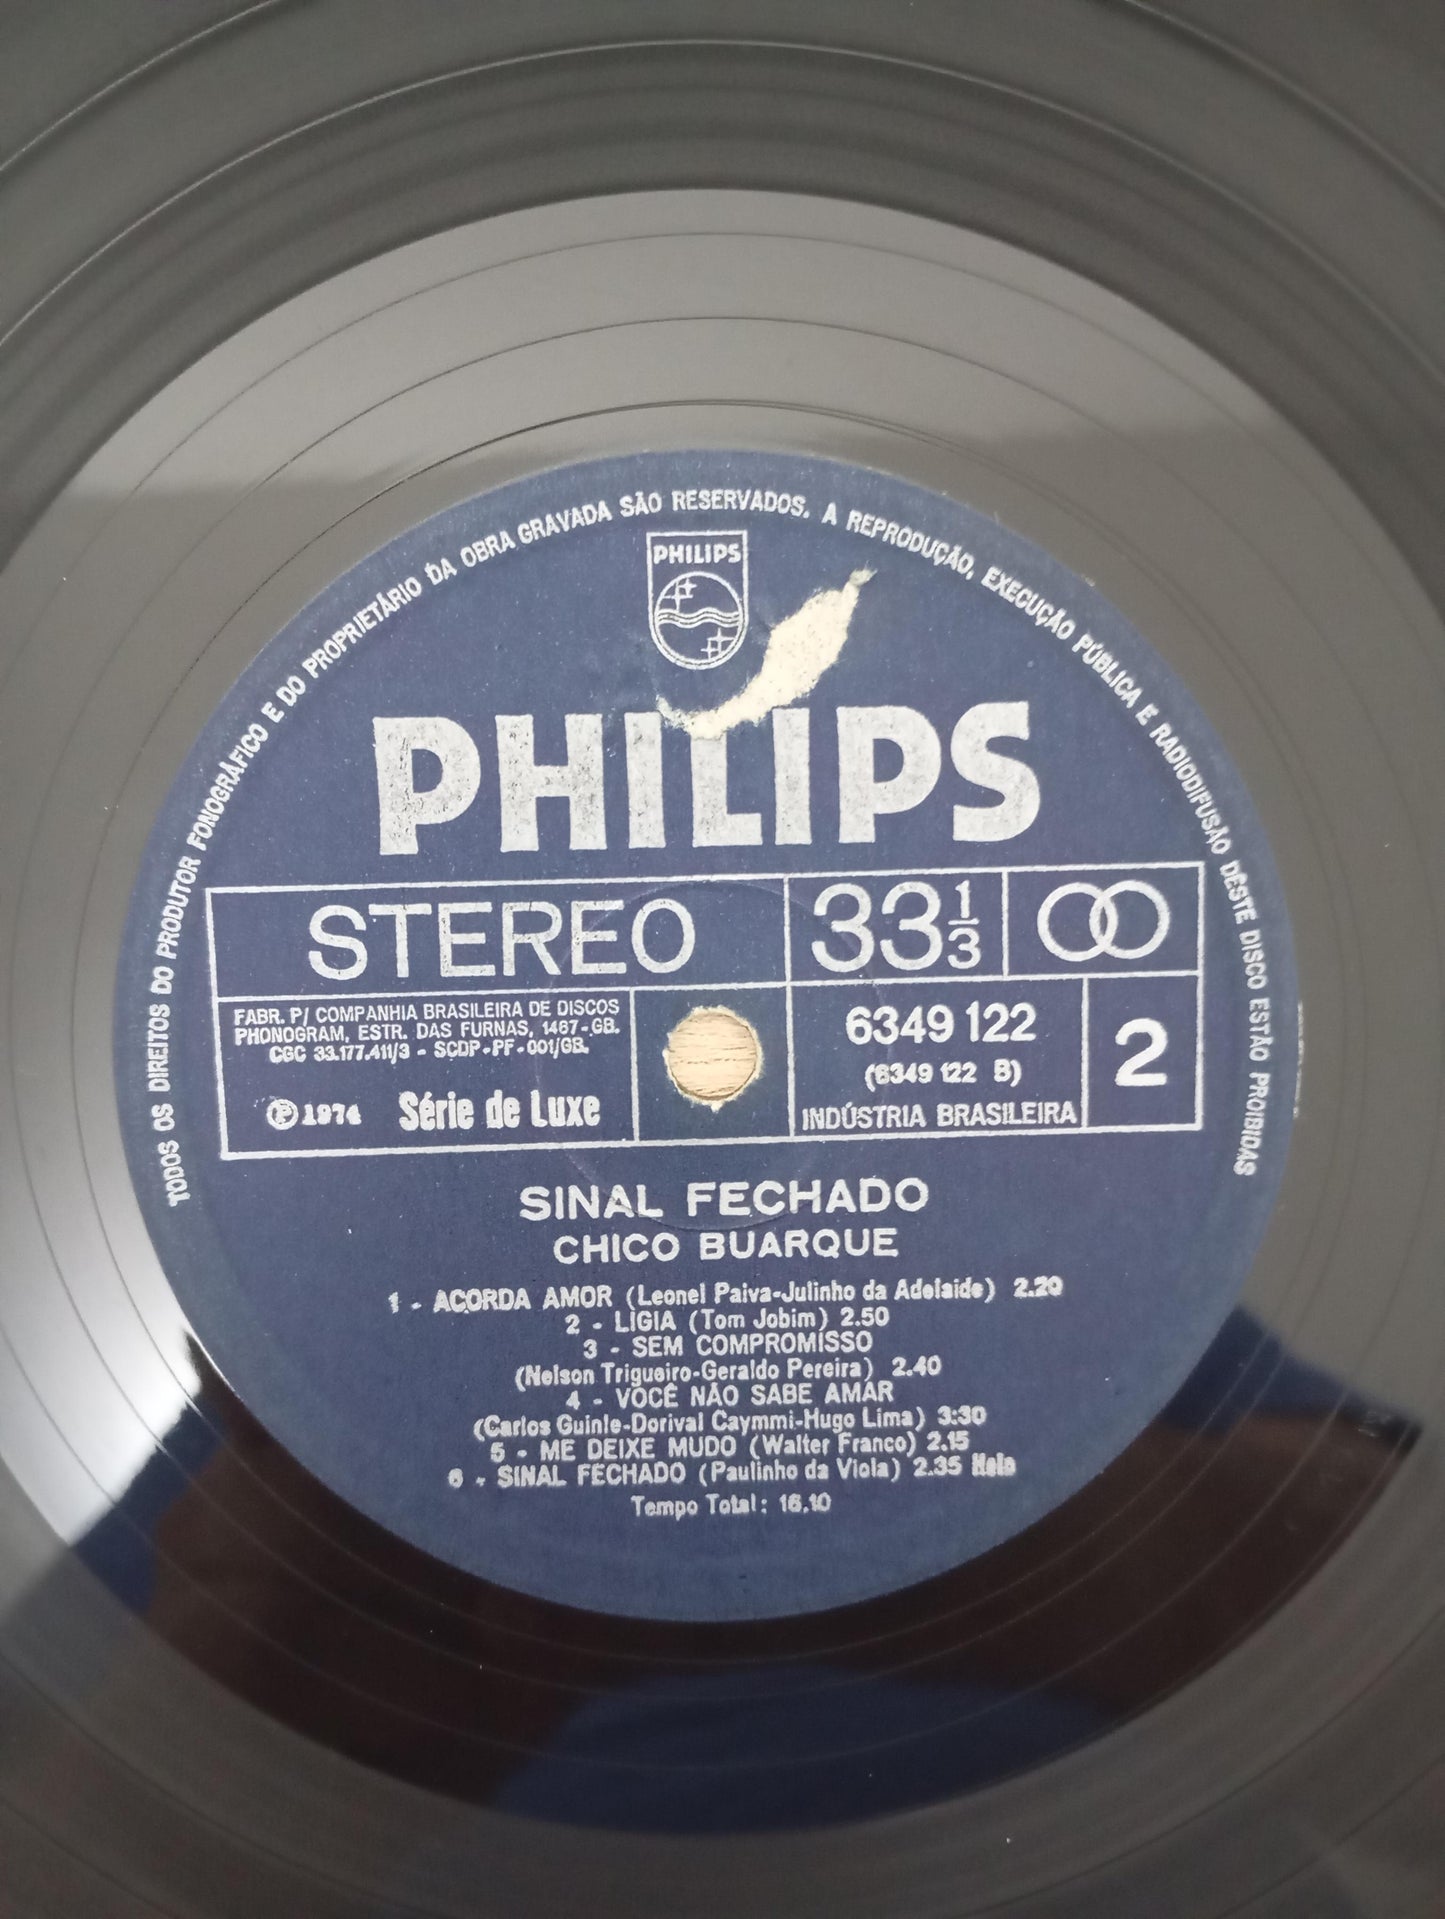 TODOS OS DIREITOS DO PRODUTOR FONOGRÁFICO E DO PROPRIETÁRIO DA OBRA GRAVADA SÃO RESERVADOS. A REPRODUÇÃO, EXECUÇÃO PÚBLICA E RADIODIFUSÃO DÊSTE DISCO ESTÃO PROIBIDAS
PHILIPS
PHILIPS
STEREO
33 1/3
FABR. P/ COMPANHIA BRASILEIRA DE DISCOS
PHONOGRAM, ESTR. DAS FURNAS, 1467-GB.
CGC 33.177.411/3 - SCDP-PF-001/GB.
Ⓟ 1974 Série de Luxe
6349 122
(6349 122 B)
INDÚSTRIA BRASILEIRA
2
SINAL FECHADO
CHICO BUARQUE
1 - ACORDA AMOR (Leonel Paiva-Julinho da Adelaide) 2.20
2 - LÍGIA (Tom Jobim) 2.50
3 - SEM COMPROMISSO
(Nelson Trigueiro-Geraldo Pereira) 2.40
4 - VOCÊ NÃO SABE AMAR
(Carlos Guinle-Dorival Caymmi-Hugo Lima) 3:30
5 - ME DEIXE MUDO (Walter Franco) 2.15
6 - SINAL FECHADO (Paulinho da Viola) 2.35
Tempo Total: 16.10